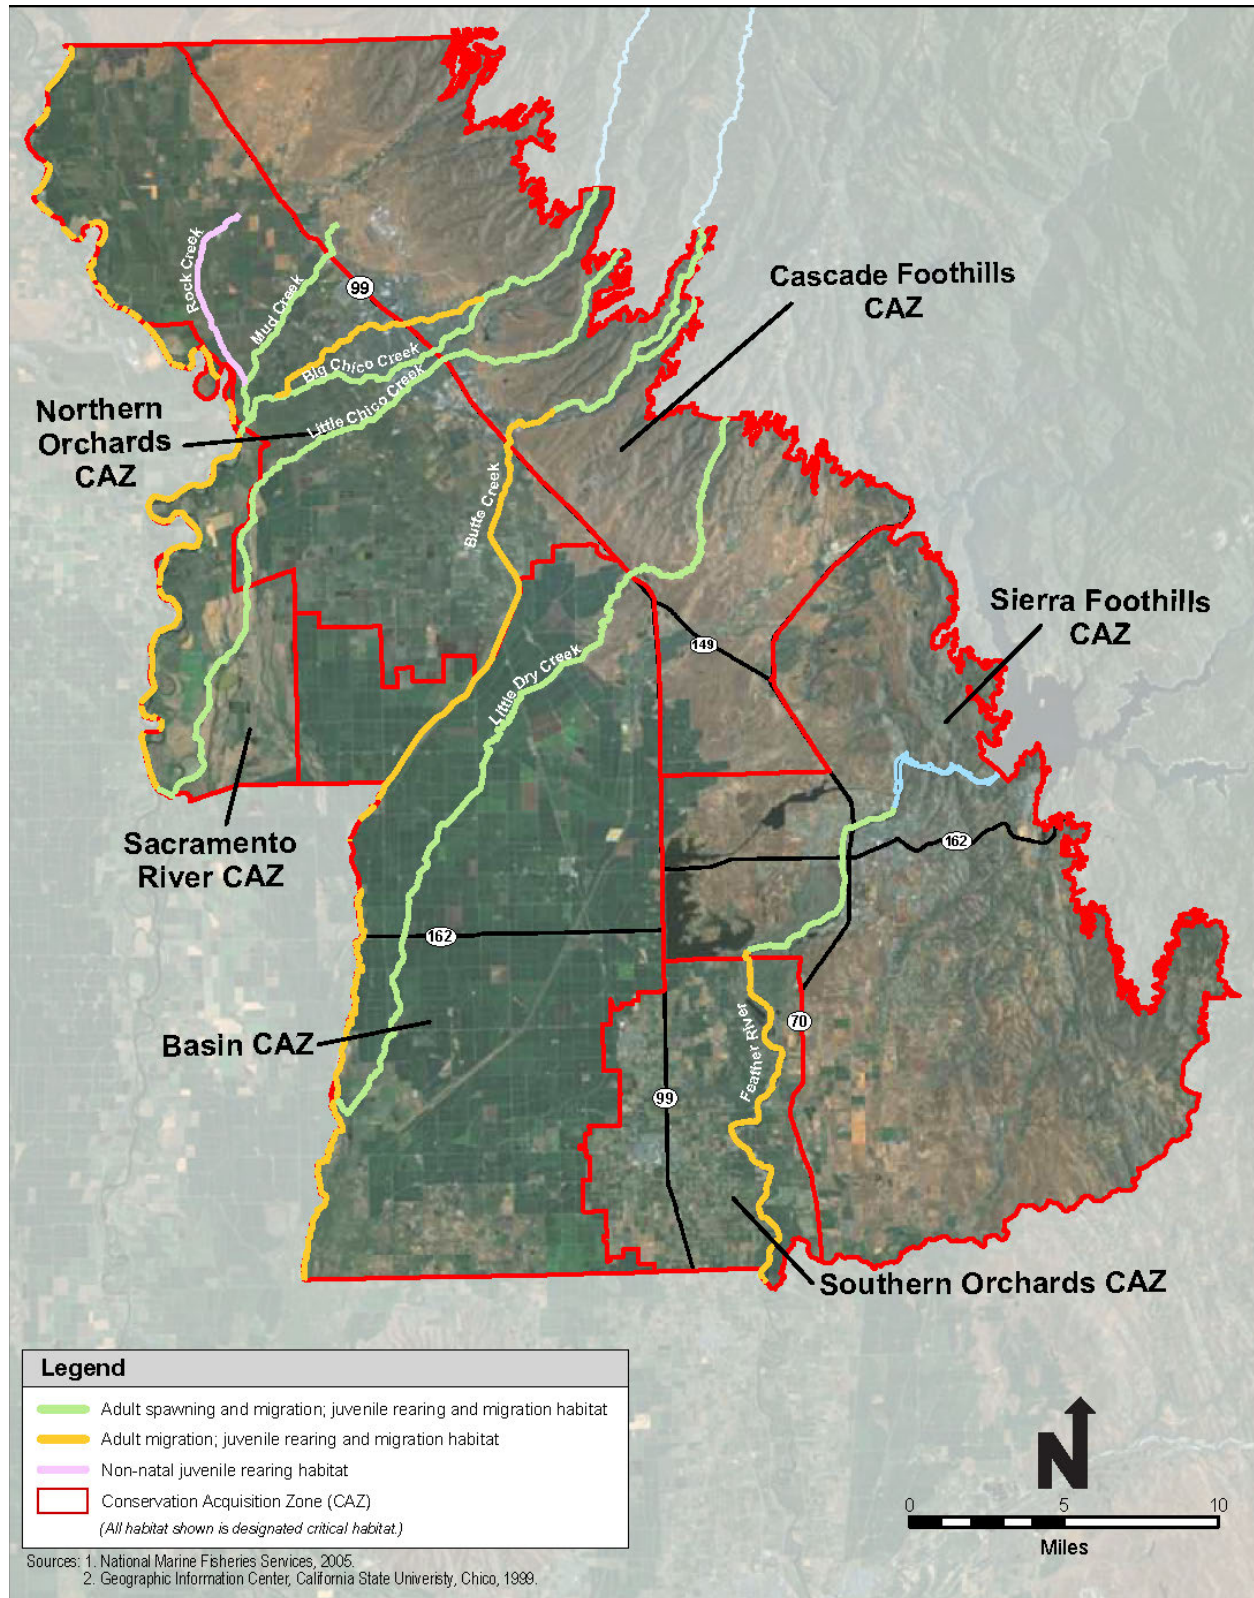 Rock Creek
Mud Creek
99
Big Chico Creek
Little Chico Creek
Cascade Foothills
CAZ
Northern
Orchards
CAZ
Butte Creek
Sierra Foothills
CAZ
149
Little Dry Creek
Sacramento
River CAZ
162
162
Basin CAZ
Feather River
70
99
Southern Orchards CAZ
Legend
Adult spawning and migration; juvenile rearing and migration habitat
Adult migration; juvenile rearing and migration habitat
Non-natal juvenile rearing habitat
Conservation Acquisition Zone (CAZ)
(All habitat shown is designated critical habitat.)
N
0 5 10
Miles
Sources: 1. National Marine Fisheries Services, 2005.
2. Geographic Information Center, California State Univeristy, Chico, 1999.